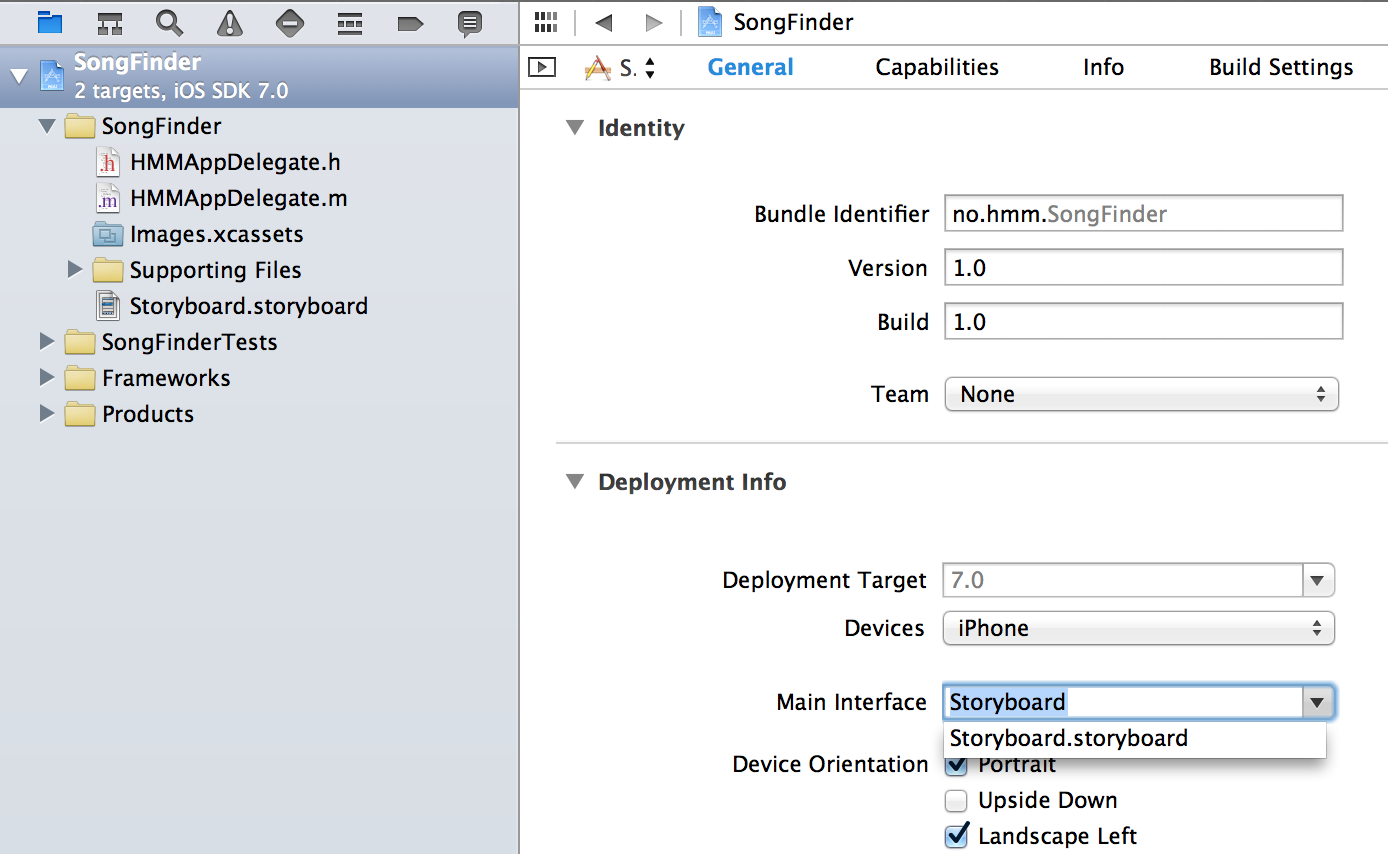 SongFinder
2 targets, iOS SDK 7.0
SongFinder
HMMAppDelegate.h
HMMAppDelegate.m
Images.xcassets
Supporting Files
Storyboard.storyboard
SongFinderTests
Frameworks
Products
SongFinder
S. General Capabilities Info Build Settings
Identity
Bundle Identifier no.hmm.SongFinder
Version 1.0
Build 1.0
Team None
Deployment Info
Deployment Target 7.0
Devices iPhone
Main Interface Storyboard
Storyboard.storyboard
Device Orientation Portrait
Upside Down
Landscape Left